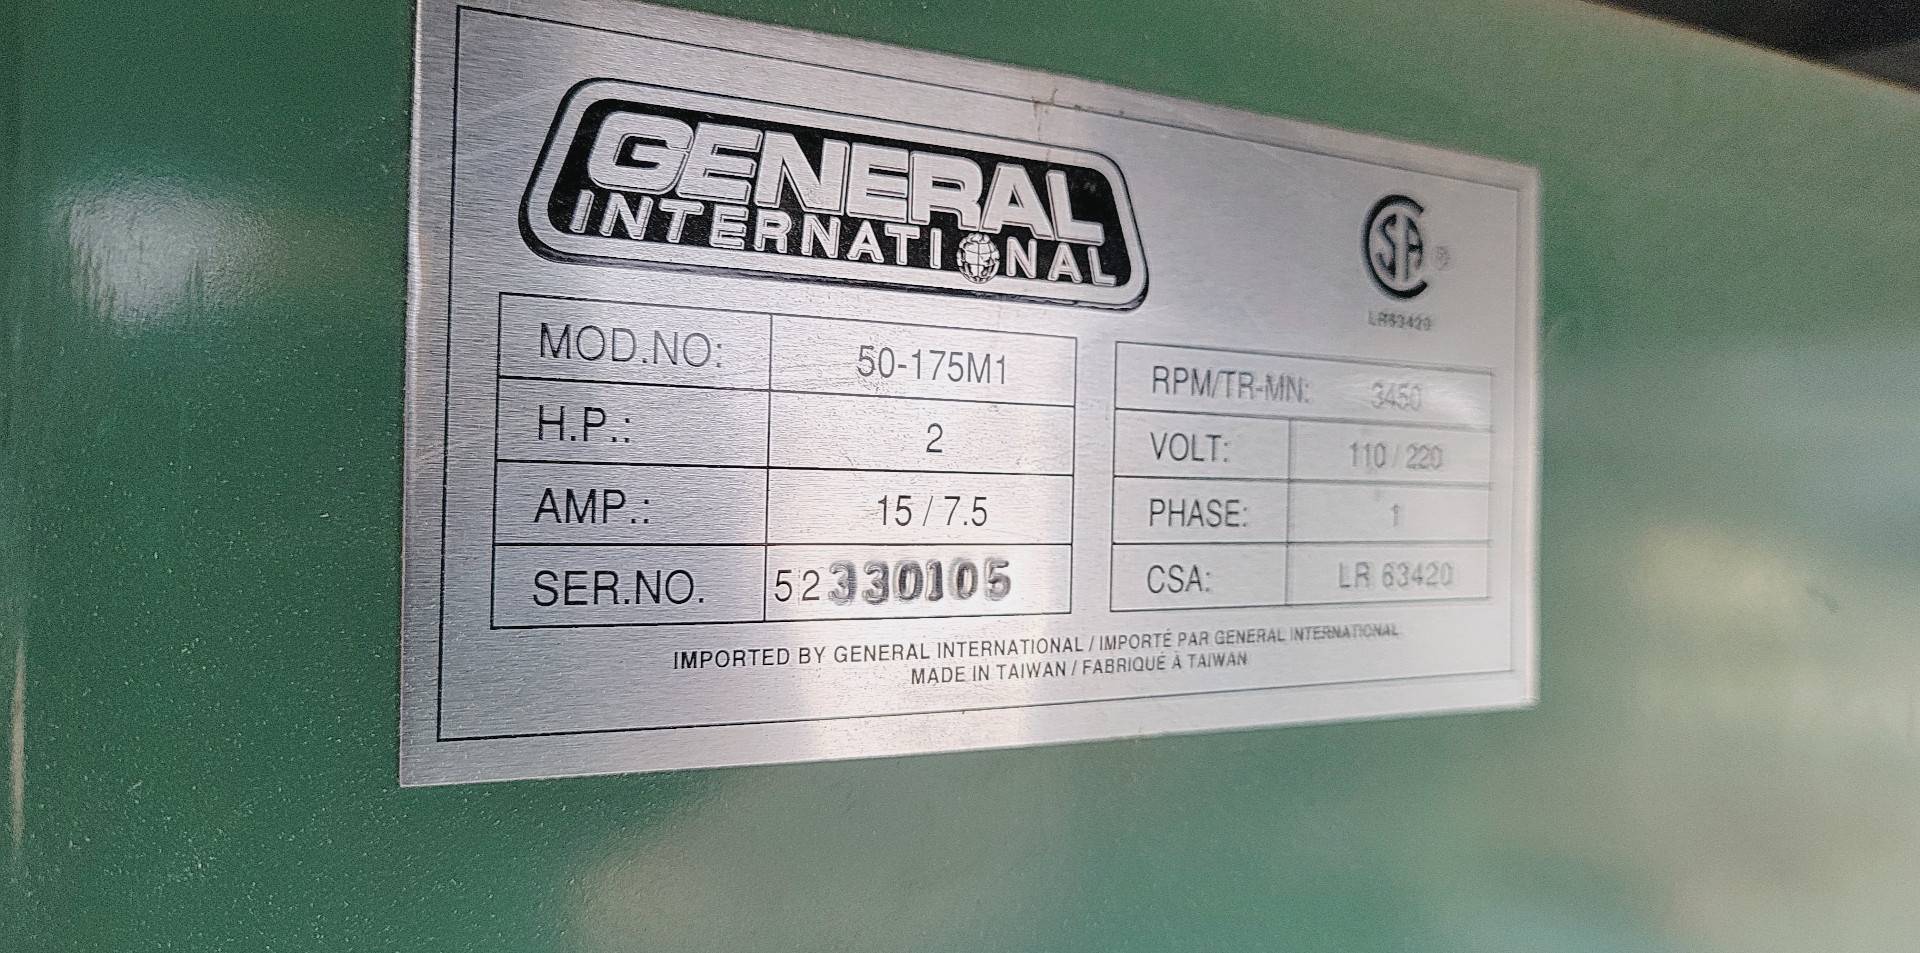 GENERAL
INTERNATIONAL
CSA ®
LR63420
MOD.NO: 50-175M1
H.P.: 2
AMP.: 15 / 7.5
SER.NO. 52330105
RPM/TR-MN: 3450
VOLT: 110 / 220
PHASE: 1
CSA: LR 63420
IMPORTED BY GENERAL INTERNATIONAL / IMPORTÉ PAR GENERAL INTERNATIONAL
MADE IN TAIWAN / FABRIQUÉ À TAIWAN